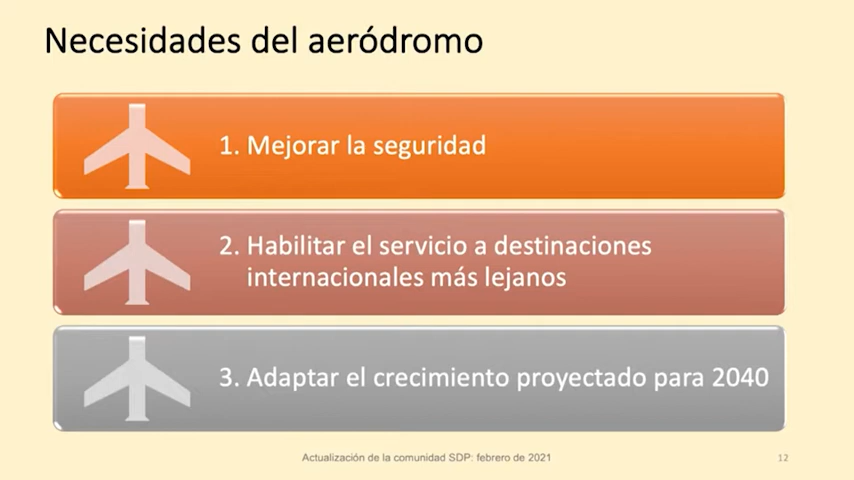 Necesidades del aeródromo
1. Mejorar la seguridad
2. Habilitar el servicio a destinaciones
internacionales más lejanos
3. Adaptar el crecimiento proyectado para 2040
Actualización de la comunidad SDP: febrero de 2021
12